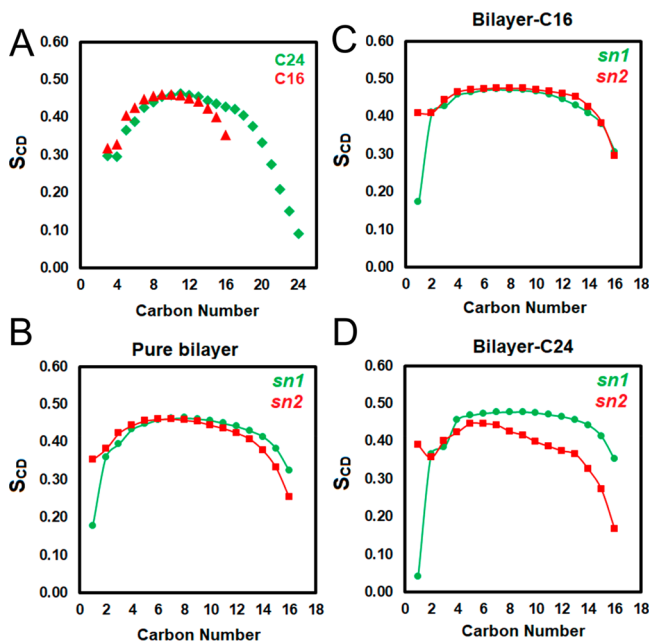 A
0.60
0.50
0.40
0.30
0.20
0.10
0.00
SCD
C24
C16
0 4 8 12 16 20 24
Carbon Number
C
Bilayer-C16
0.60
0.50
0.40
0.30
0.20
0.10
0.00
SCD
sn1
sn2
0 2 4 6 8 10 12 14 16 18
Carbon Number
B
Pure bilayer
0.60
0.50
0.40
0.30
0.20
0.10
0.00
SCD
sn1
sn2
0 2 4 6 8 10 12 14 16 18
Carbon Number
D
Bilayer-C24
0.60
0.50
0.40
0.30
0.20
0.10
0.00
SCD
sn1
sn2
0 2 4 6 8 10 12 14 16 18
Carbon Number